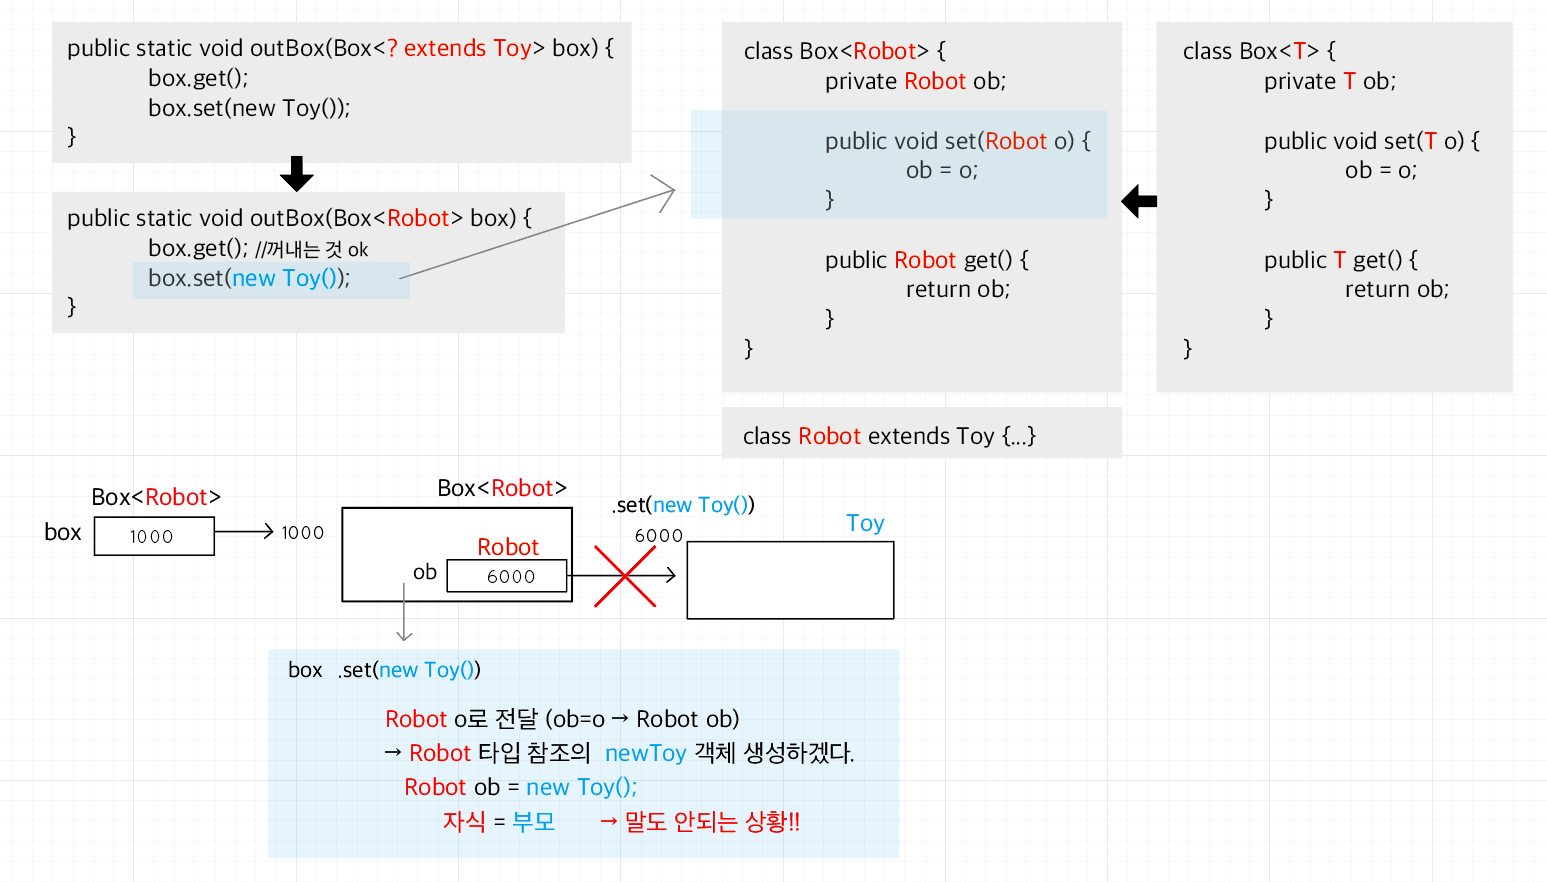 public static void outBox(Box<? extends Toy> box) {
box.get();
box.set(new Toy());
}
public static void outBox(Box<Robot> box) {
box.get(); //꺼내는 것 ok
box.set(new Toy());
}
class Box<Robot> {
private Robot ob;
public void set(Robot o) {
ob = o;
}
public Robot get() {
return ob;
}
}
class Box<T> {
private T ob;
public void set(T o) {
ob = o;
}
public T get() {
return ob;
}
}
class Robot extends Toy {...}
Box<Robot>
box
1000
1000
Box<Robot>
Robot
ob
6000
.set(new Toy())
6000
Toy
box .set(new Toy())
Robot o로 전달 (ob=o → Robot ob)
→ Robot 타입 참조의 newToy 객체 생성하겠다.
Robot ob = new Toy();
자식 = 부모 → 말도 안되는 상황!!